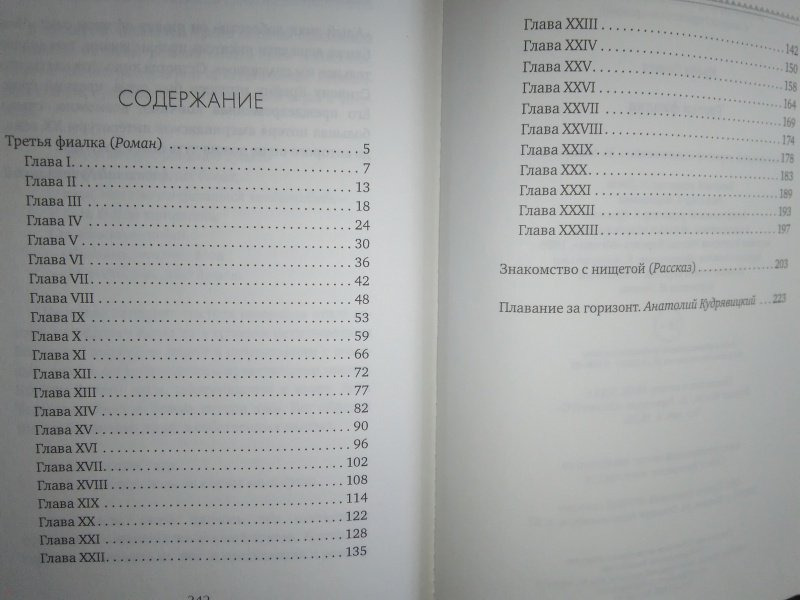 СОДЕРЖАНИЕ
Третья фиалка (Роман) . . . . . . . . . . . . . . . . . . . . 5
Глава I. . . . . . . . . . . . . . . . . . . . 7
Глава II . . . . . . . . . . . . . . . . . . . . 13
Глава III . . . . . . . . . . . . . . . . . . . . 18
Глава IV . . . . . . . . . . . . . . . . . . . . 24
Глава V . . . . . . . . . . . . . . . . . . . . 30
Глава VI . . . . . . . . . . . . . . . . . . . . 36
Глава VII. . . . . . . . . . . . . . . . . . . . 42
Глава VIII . . . . . . . . . . . . . . . . . . . . 48
Глава IX . . . . . . . . . . . . . . . . . . . . 53
Глава X . . . . . . . . . . . . . . . . . . . . 59
Глава XI . . . . . . . . . . . . . . . . . . . . 66
Глава XII. . . . . . . . . . . . . . . . . . . . 72
Глава XIII . . . . . . . . . . . . . . . . . . . . 77
Глава XIV . . . . . . . . . . . . . . . . . . . . 82
Глава XV. . . . . . . . . . . . . . . . . . . . 90
Глава XVI . . . . . . . . . . . . . . . . . . . . 96
Глава XVII. . . . . . . . . . . . . . . . . . . . 102
Глава XVIII . . . . . . . . . . . . . . . . . . . . 108
Глава XIX . . . . . . . . . . . . . . . . . . . . 114
Глава XX . . . . . . . . . . . . . . . . . . . . 122
Глава XXI . . . . . . . . . . . . . . . . . . . . 128
Глава XXII. . . . . . . . . . . . . . . . . . . . 135
Глава XXIII . . . . . . . . . . . . . . . . . . . . 142
Глава XXIV . . . . . . . . . . . . . . . . . . . . 150
Глава XXV. . . . . . . . . . . . . . . . . . . . 158
Глава XXVI . . . . . . . . . . . . . . . . . . . . 164
Глава XXVII . . . . . . . . . . . . . . . . . . . . 169
Глава XXVIII. . . . . . . . . . . . . . . . . . . . 174
Глава XXIX . . . . . . . . . . . . . . . . . . . . 178
Глава XXX. . . . . . . . . . . . . . . . . . . . 183
Глава XXXI . . . . . . . . . . . . . . . . . . . . 189
Глава XXXII . . . . . . . . . . . . . . . . . . . . 193
Глава XXXIII. . . . . . . . . . . . . . . . . . . . 197
Знакомство с нищетой (Рассказ) . . . . . . . . . . . . 203
Плавание за горизонт. Анатолий Кудрявицкий . . . 223